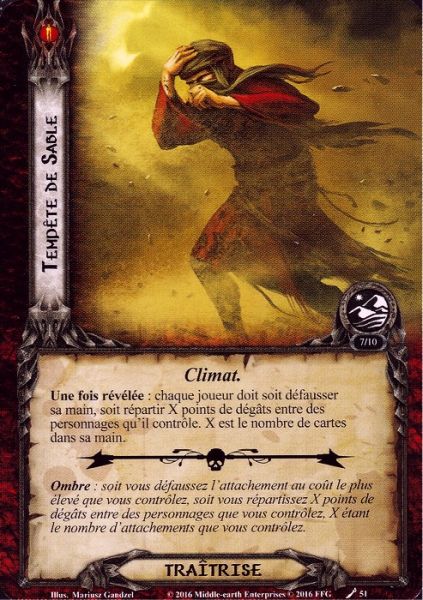 TEMPÊTE DE SABLE
7/10
Climat.
Une fois révélée : chaque joueur doit soit défausser
sa main, soit répartir X points de dégâts entre des
personnages qu'il contrôle. X est le nombre de cartes
dans sa main.
Ombre : soit vous défaussez l'attachement au coût le plus
élevé que vous contrôlez, soit vous répartissez X points de
dégâts entre des personnages que vous contrôlez, X étant
le nombre d'attachements que vous contrôlez.
TRAÎTRISE
Illus. Mariusz Gandzel © 2016 Middle-earth Enterprises © 2016 FFG 51